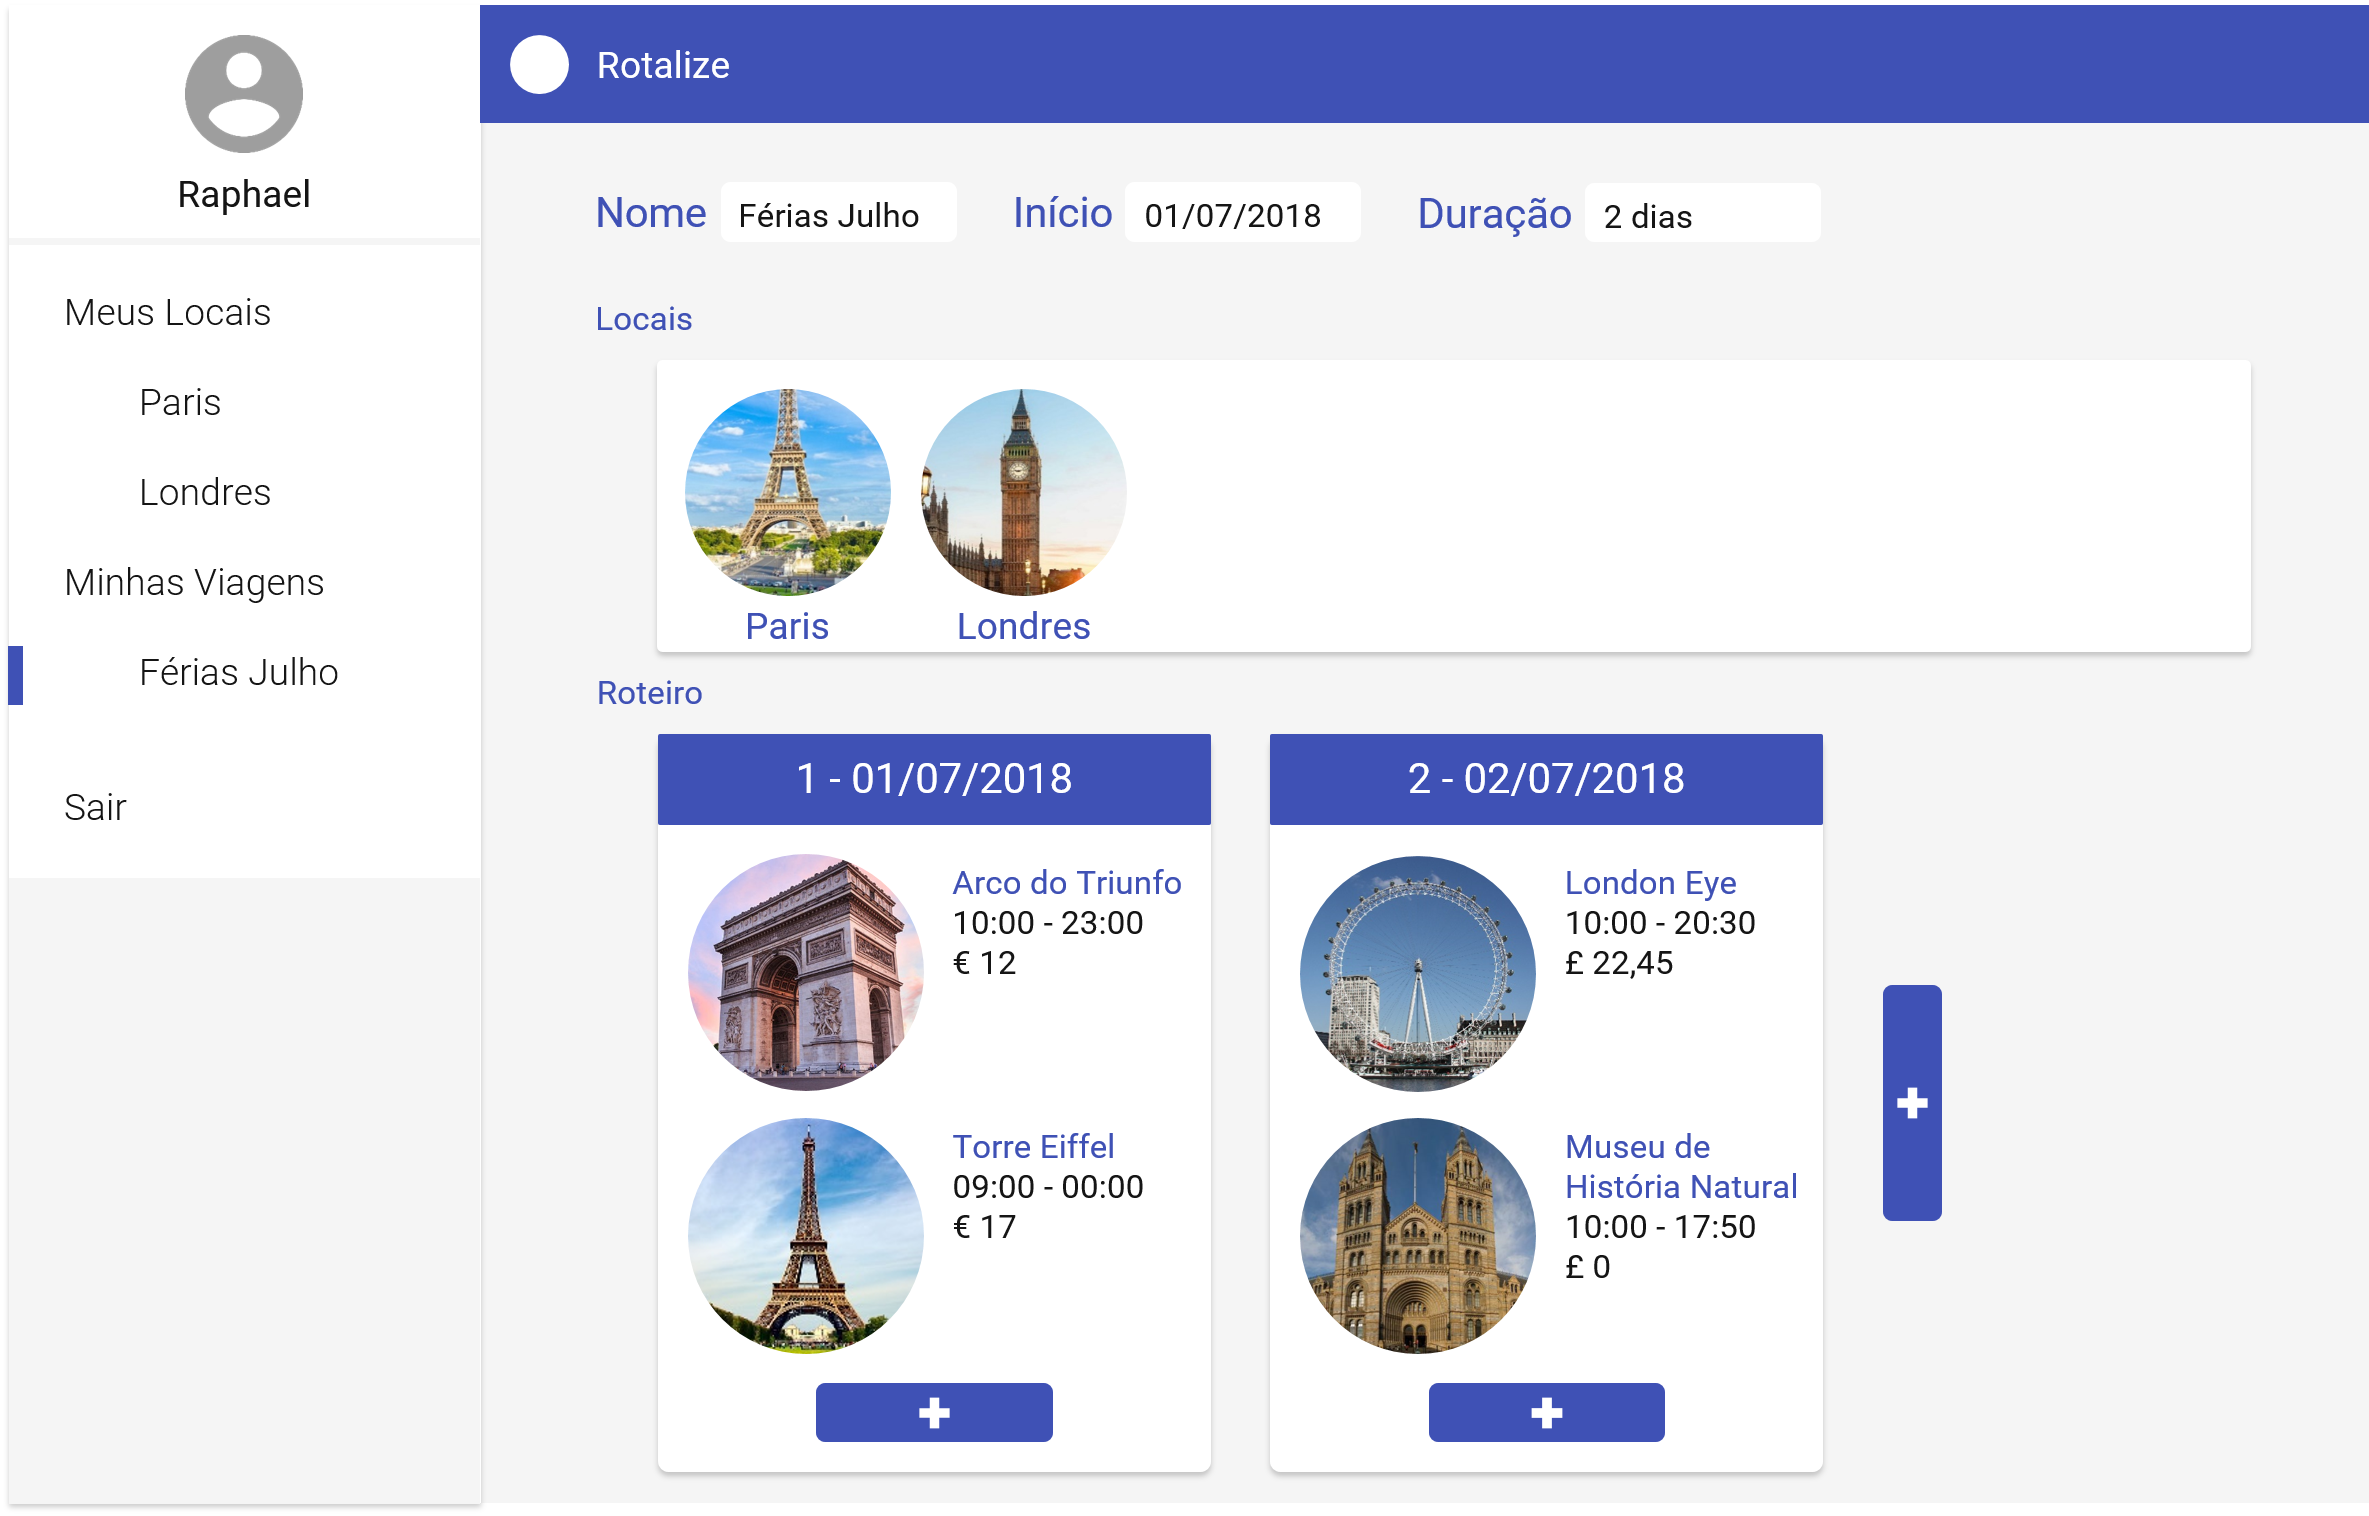 Raphael
Meus Locais
Paris
Londres
Minhas Viagens
Férias Julho
Sair
Rotalize
Nome Férias Julho Início 01/07/2018 Duração 2 dias
Locais
Paris Londres
Roteiro
1 - 01/07/2018
Arco do Triunfo
10:00 - 23:00
€ 12
Torre Eiffel
09:00 - 00:00
€ 17
+
2 - 02/07/2018
London Eye
10:00 - 20:30
£ 22,45
Museu de
História Natural
10:00 - 17:50
£ 0
+
+